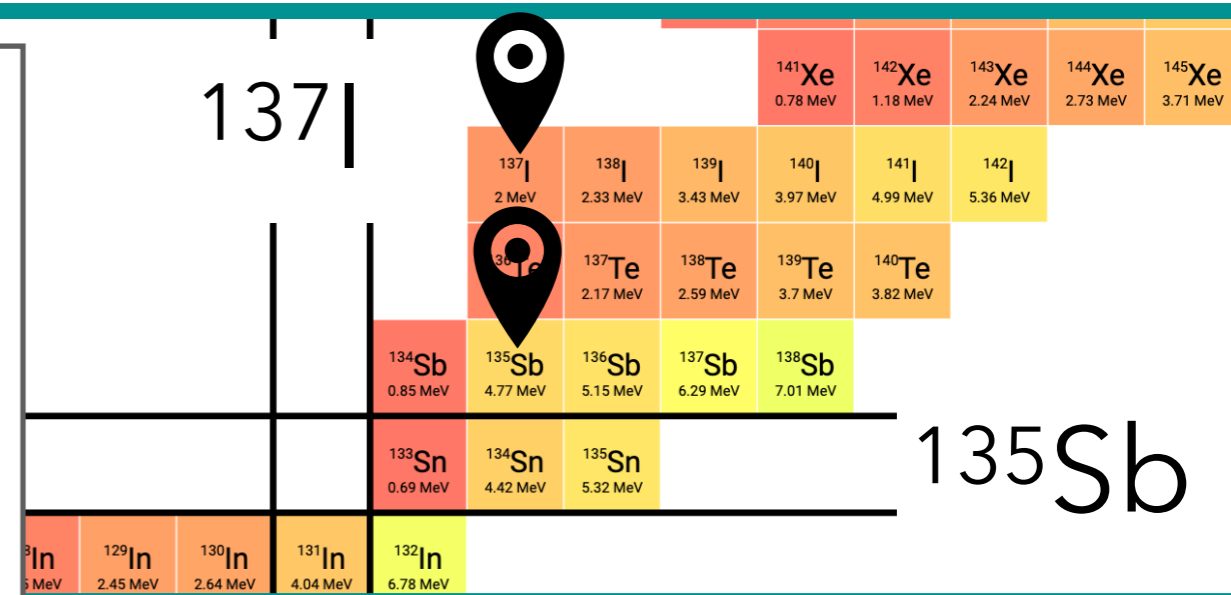 137I
141Xe 142Xe 143Xe 144Xe 145Xe
0.78 MeV 1.18 MeV 2.24 MeV 2.73 MeV 3.71 MeV
137I 138I 139I 140I 141I 142I
2 MeV 2.33 MeV 3.43 MeV 3.97 MeV 4.99 MeV 5.36 MeV
137Te 138Te 139Te 140Te
2.17 MeV 2.59 MeV 3.7 MeV 3.82 MeV
134Sb 135Sb 136Sb 137Sb 138Sb
0.85 MeV 4.77 MeV 5.15 MeV 6.29 MeV 7.01 MeV
135Sb
133Sn 134Sn 135Sn
0.69 MeV 4.42 MeV 5.32 MeV
In 129In 130In 131In 132In
MeV 2.45 MeV 2.64 MeV 4.04 MeV 6.78 MeV